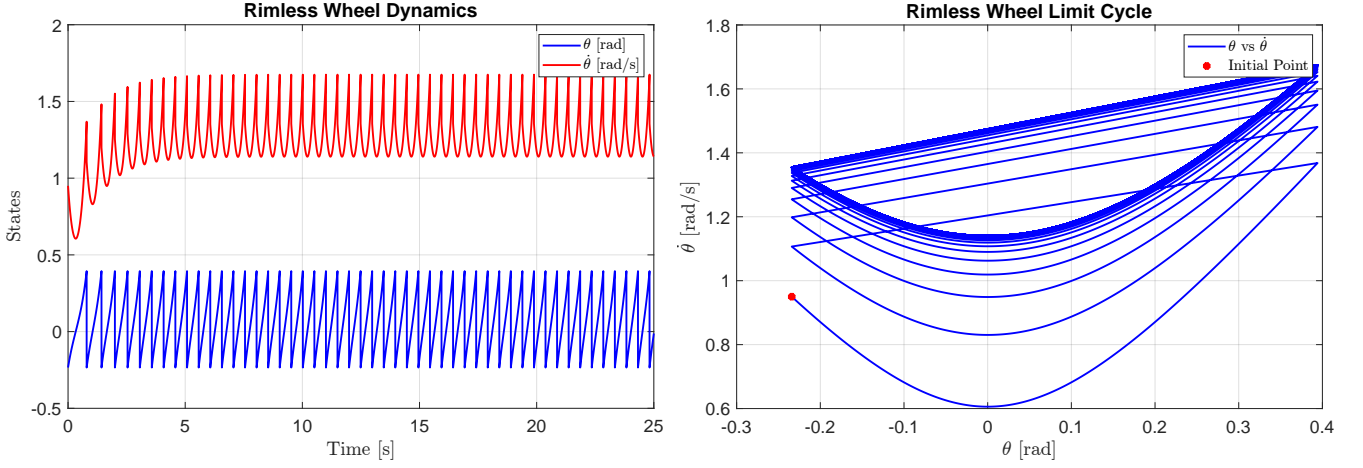 Rimless Wheel Dynamics
2
1.5
1
0.5
0
-0.5
States
θ [rad]
θ̇ [rad/s]
0 5 10 15 20 25
Time [s]
Rimless Wheel Limit Cycle
1.8
1.6
1.4
1.2
1
0.8
0.6
θ̇ [rad/s]
θ vs θ̇
Initial Point
-0.3 -0.2 -0.1 0 0.1 0.2 0.3 0.4
θ [rad]